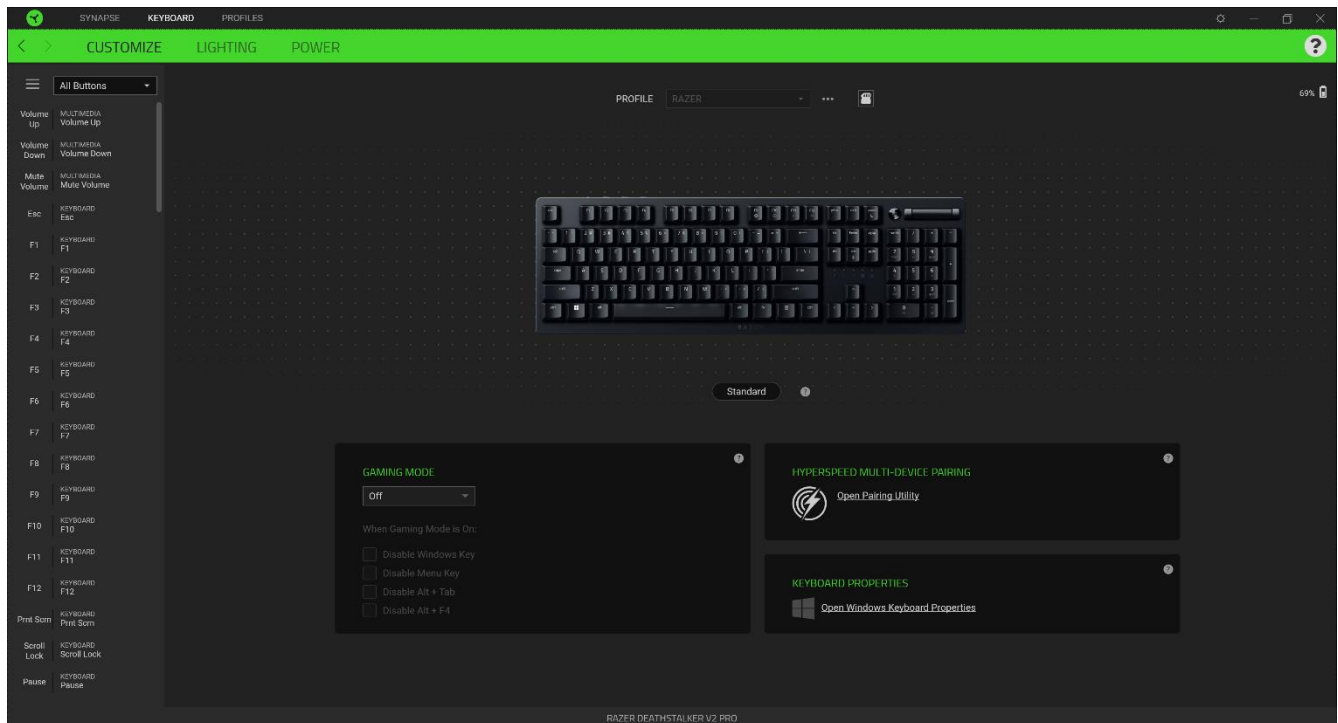 SYNAPSE KEYBOARD PROFILES
CUSTOMIZE LIGHTING POWER
All Buttons
PROFILE RAZER
69%
Volume Up MULTIMEDIA Volume Up
Volume Down MULTIMEDIA Volume Down
Mute Volume MULTIMEDIA Mute Volume
Esc KEYBOARD Esc
F1 KEYBOARD F1
F2 KEYBOARD F2
F3 KEYBOARD F3
F4 KEYBOARD F4
F5 KEYBOARD F5
F6 KEYBOARD F6
F7 KEYBOARD F7
F8 KEYBOARD F8
F9 KEYBOARD F9
F10 KEYBOARD F10
F11 KEYBOARD F11
F12 KEYBOARD F12
Prnt Scrn KEYBOARD Prnt Scrn
Scroll Lock KEYBOARD Scroll Lock
Pause KEYBOARD Pause
Standard
GAMING MODE
Off
When Gaming Mode is On:
Disable Windows Key
Disable Menu Key
Disable Alt + Tab
Disable Alt + F4
HYPERSPEED MULTI-DEVICE PAIRING
Open Pairing Utility
KEYBOARD PROPERTIES
Open Windows Keyboard Properties
RAZER DEATHSTALKER V2 PRO